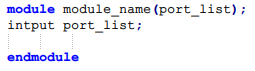 module module_name(port_list);
intput port_list;
endmodule